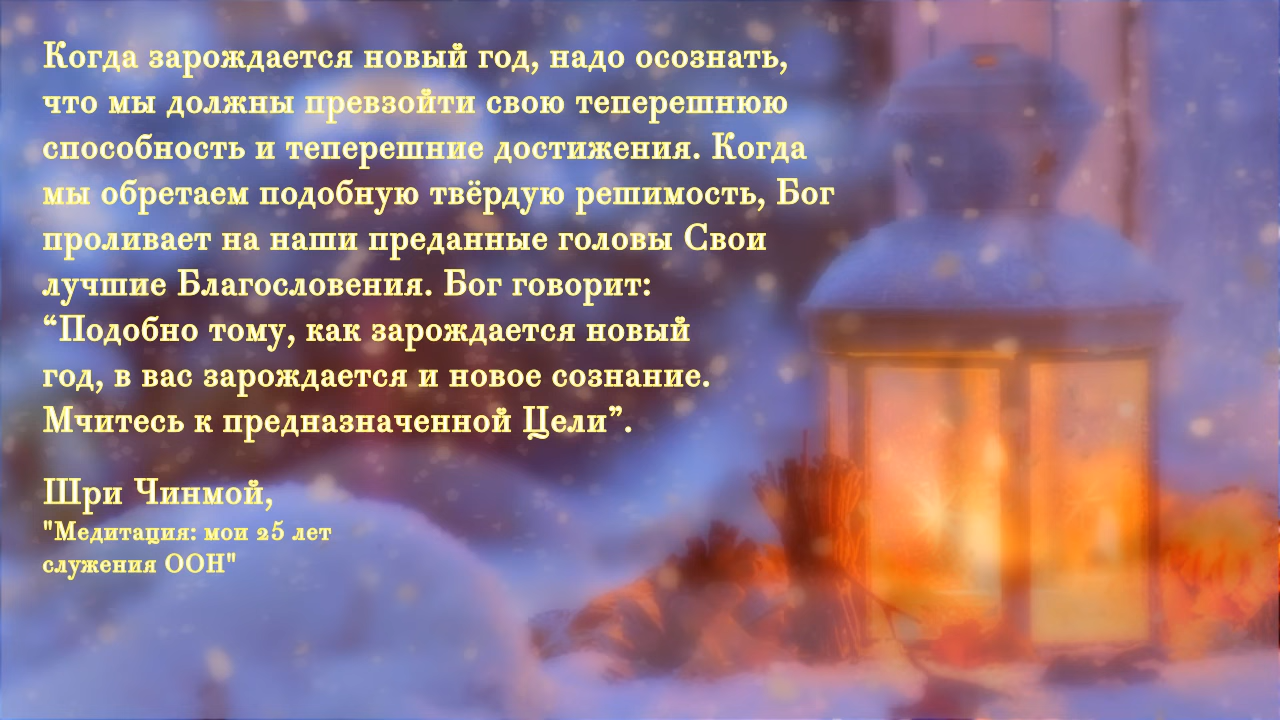 Когда зарождается новый год, надо осознать,
что мы должны превзойти свою теперешнюю
способность и теперешние достижения. Когда
мы обретаем подобную твёрдую решимость, Бог
проливает на наши преданные головы Свои
лучшие Благословения. Бог говорит:
“Подобно тому, как зарождается новый
год, в вас зарождается и новое сознание.
Мчитесь к предназначенной Цели”.
Шри Чинмой,
"Медитация: мои 25 лет
служения ООН"